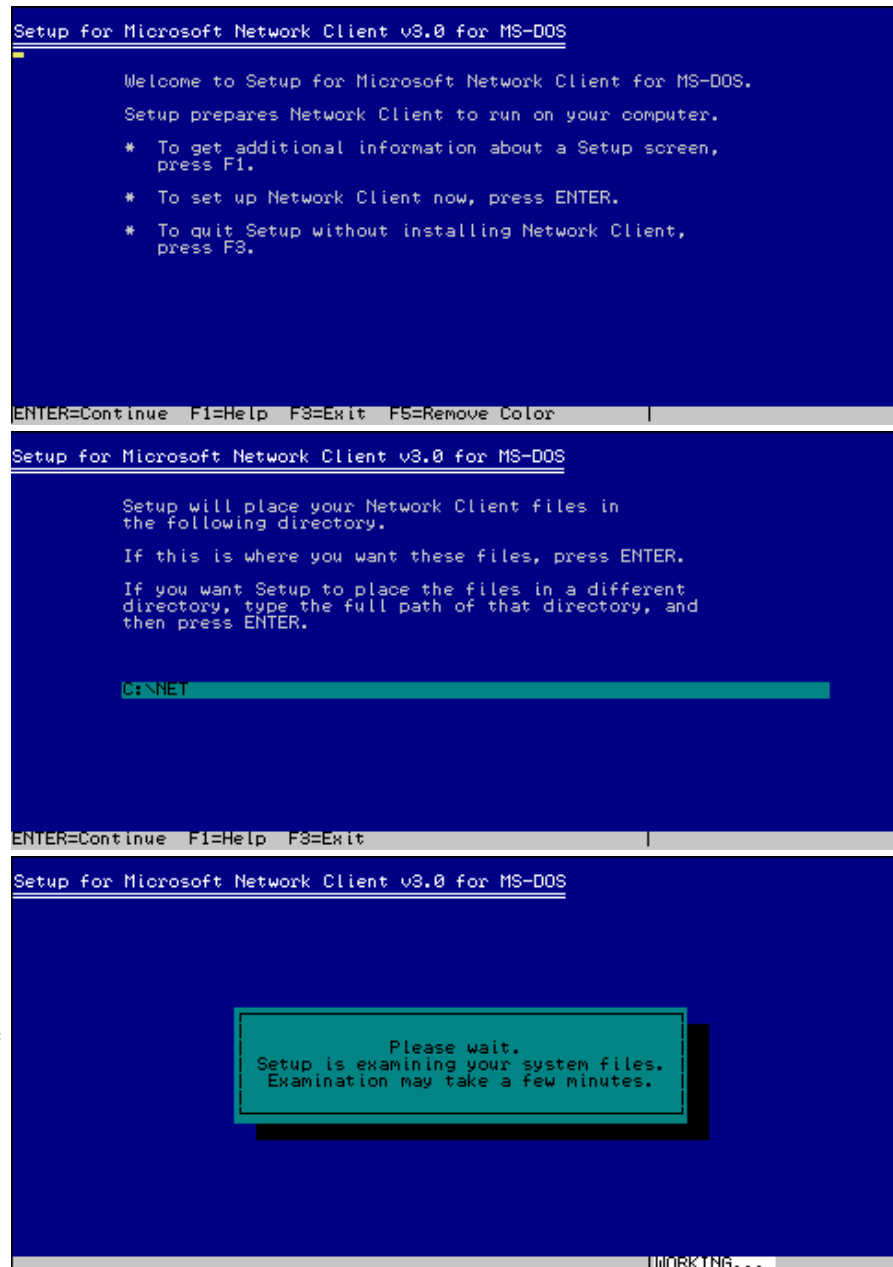 Setup for Microsoft Network Client v3.0 for MS-DOS
Welcome to Setup for Microsoft Network Client for MS-DOS.
Setup prepares Network Client to run on your computer.
* To get additional information about a Setup screen,
press F1.
* To set up Network Client now, press ENTER.
* To quit Setup without installing Network Client,
press F3.
ENTER=Continue F1=Help F3=Exit F5=Remove Color
Setup for Microsoft Network Client v3.0 for MS-DOS
Setup will place your Network Client files in
the following directory.
If this is where you want these files, press ENTER.
If you want Setup to place the files in a different
directory, type the full path of that directory, and
then press ENTER.
C:\NET
ENTER=Continue F1=Help F3=Exit
Setup for Microsoft Network Client v3.0 for MS-DOS
Please wait.
Setup is examining your system files.
Examination may take a few minutes.
WORKING...